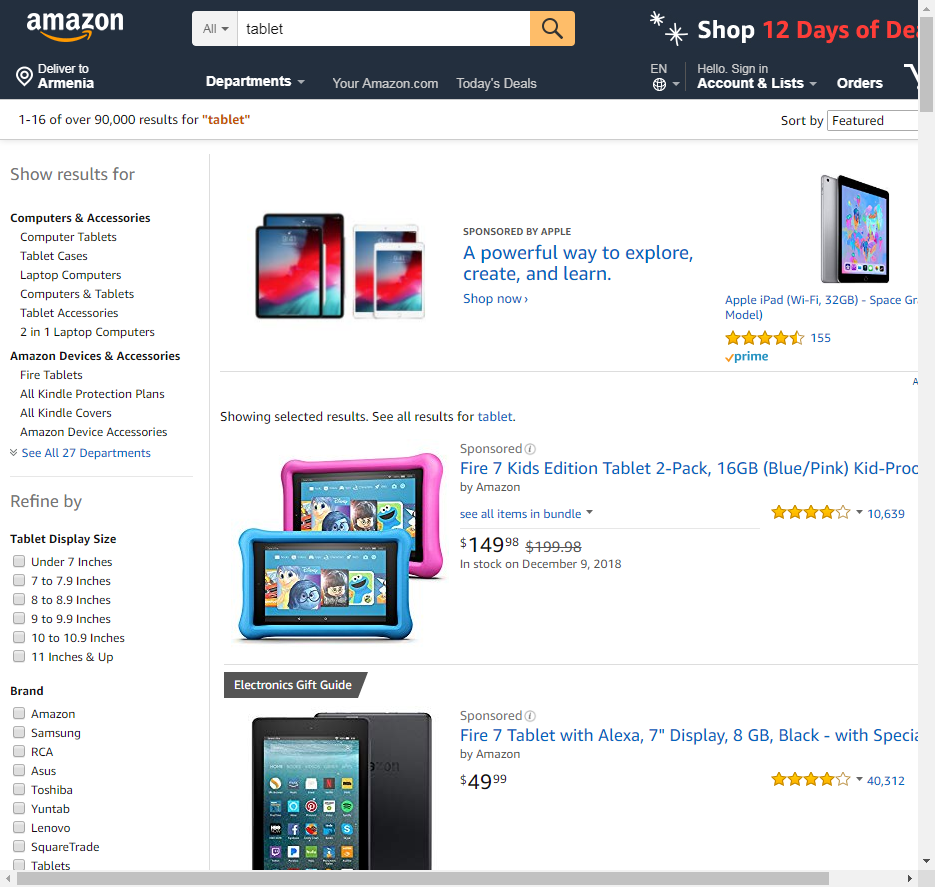 amazon
All
tablet
Shop 12 Days of Dea
Deliver to
Armenia
Departments
Your Amazon.com
Today's Deals
EN
Hello. Sign in
Account & Lists
Orders
1-16 of over 90,000 results for "tablet"
Sort by
Featured
Show results for
Computers & Accessories
Computer Tablets
Tablet Cases
Laptop Computers
Computers & Tablets
Tablet Accessories
2 in 1 Laptop Computers
Amazon Devices & Accessories
Fire Tablets
All Kindle Protection Plans
All Kindle Covers
Amazon Device Accessories
See All 27 Departments
Refine by
Tablet Display Size
Under 7 Inches
7 to 7.9 Inches
8 to 8.9 Inches
9 to 9.9 Inches
10 to 10.9 Inches
11 Inches & Up
Brand
Amazon
Samsung
RCA
Asus
Toshiba
Yuntab
Lenovo
SquareTrade
Tablets
SPONSORED BY APPLE
A powerful way to explore,
create, and learn.
Shop now ›
Apple iPad (Wi-Fi, 32GB) - Space Gr
Model)
155
prime
A
Showing selected results. See all results for tablet.
Sponsored
Fire 7 Kids Edition Tablet 2-Pack, 16GB (Blue/Pink) Kid-Proo
by Amazon
see all items in bundle
10,639
$149.98 $199.98
In stock on December 9, 2018
Electronics Gift Guide
Sponsored
Fire 7 Tablet with Alexa, 7" Display, 8 GB, Black - with Specia
by Amazon
$49.99
40,312